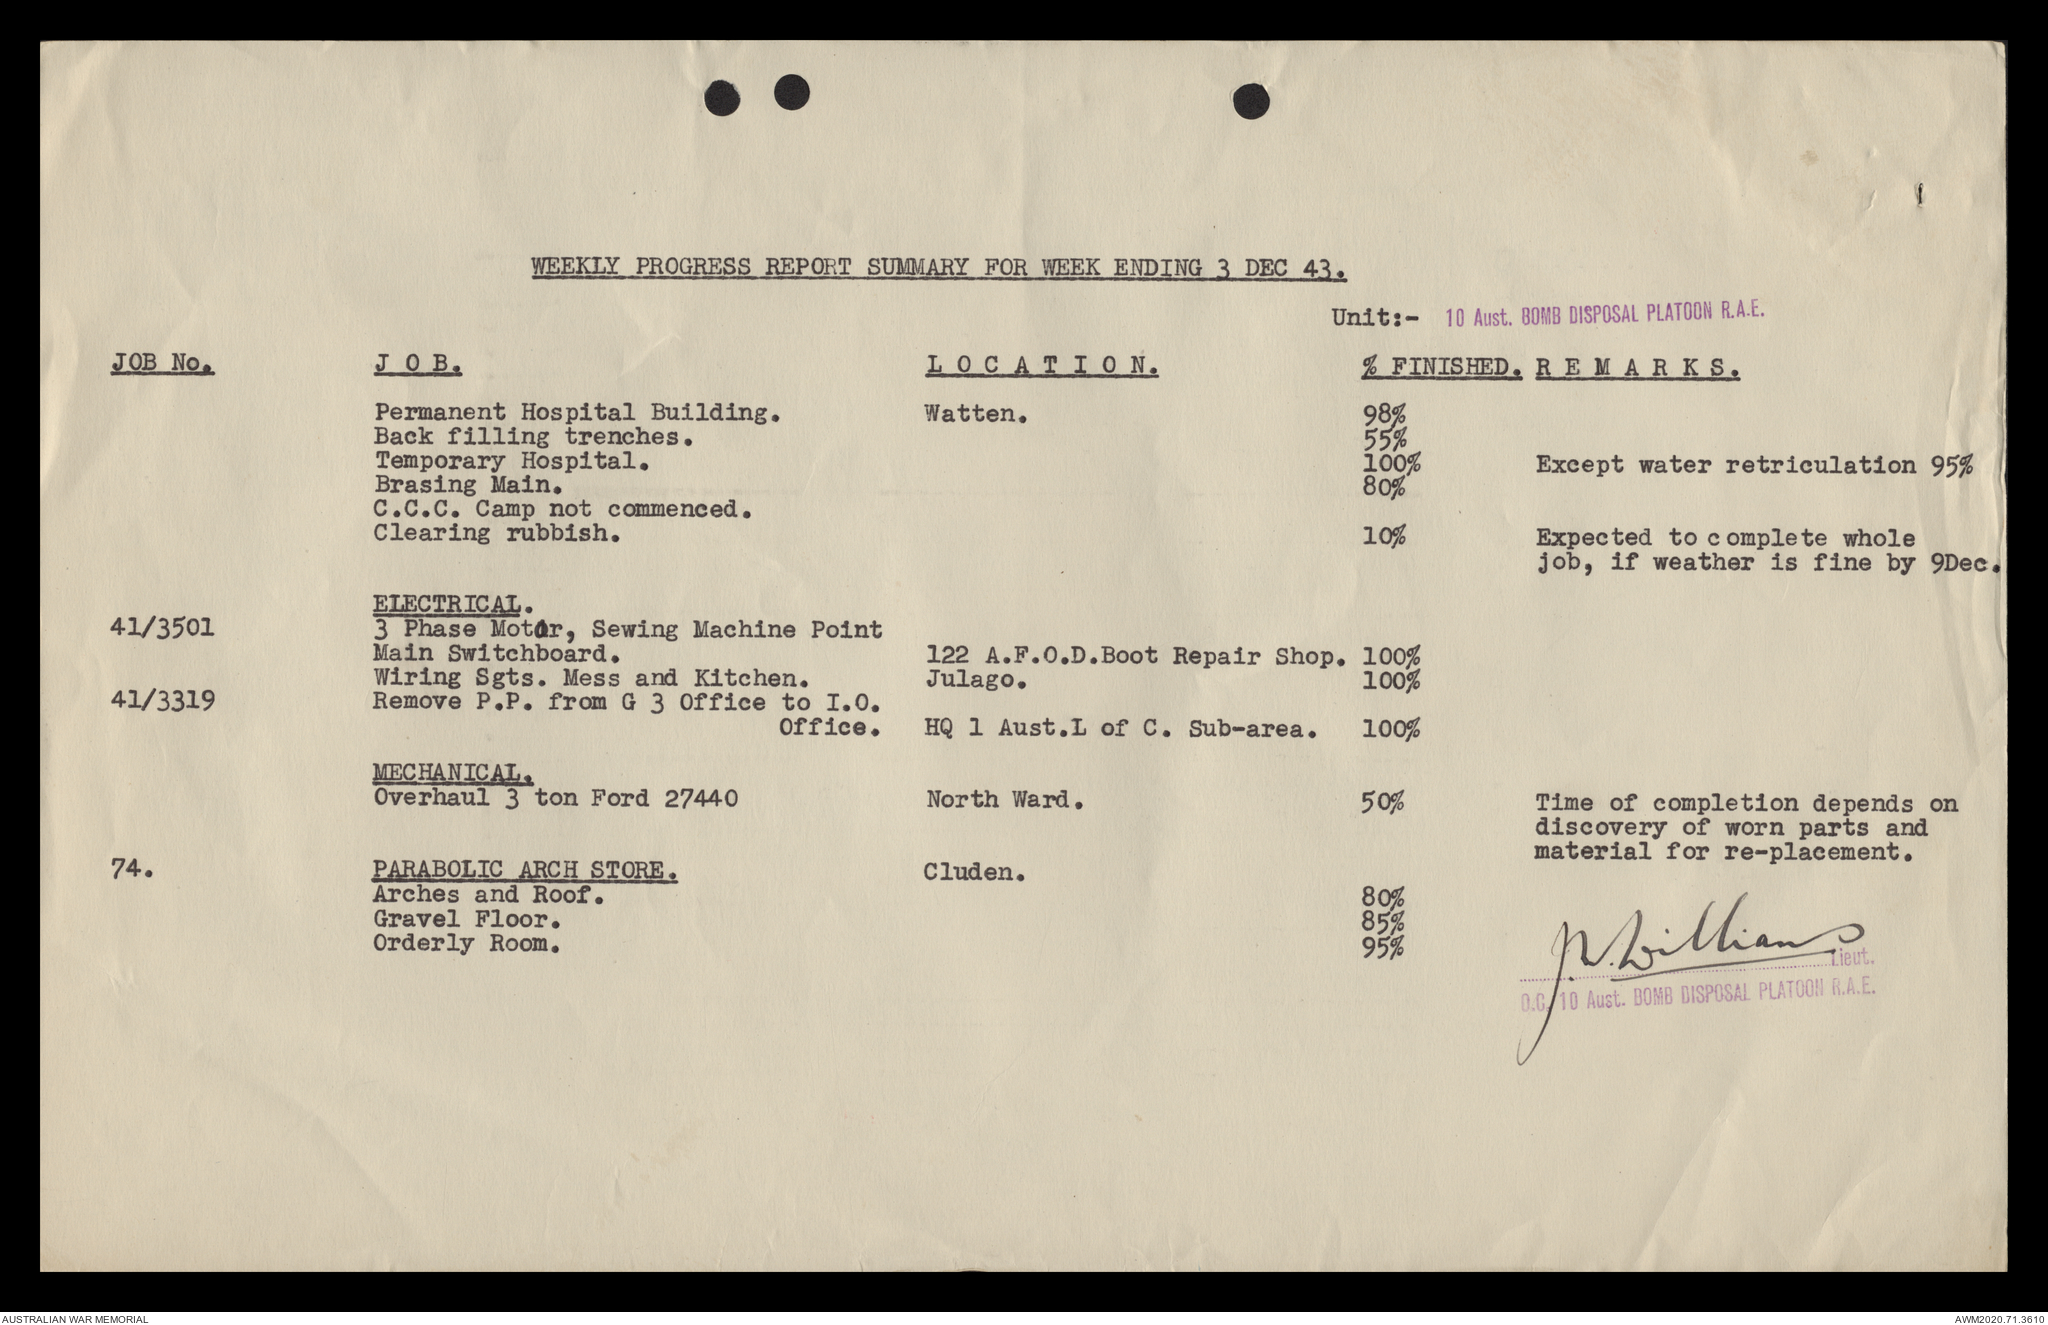 WEEKLY PROGRESS REPORT SUMMARY FOR WEEK ENDING 3 DEC 43.
Unit:- 10 Aust. BOMB DISPOSAL PLATOON R.A.E.
JOB No. J O B. L O C A T I O N. % FINISHED. R E M A R K S.
Permanent Hospital Building. Watten. 98%
Back filling trenches. 55%
Temporary Hospital. 100% Except water retriculation 95%
Brasing Main. 80%
C.C.C. Camp not commenced.
Clearing rubbish. 10% Expected to complete whole
job, if weather is fine by 9Dec.
ELECTRICAL.
41/3501 3 Phase Motor, Sewing Machine Point
Main Switchboard. 122 A.F.O.D.Boot Repair Shop. 100%
Wiring Sgts. Mess and Kitchen. Julago. 100%
41/3319 Remove P.P. from G 3 Office to I.O.
Office. HQ 1 Aust.L of C. Sub-area. 100%
MECHANICAL.
Overhaul 3 ton Ford 27440 North Ward. 50% Time of completion depends on
discovery of worn parts and
material for re-placement.
74. PARABOLIC ARCH STORE. Cluden.
Arches and Roof. 80%
Gravel Floor. 85%
Orderly Room. 95%
J.W.Williams
Lieut.
O.C. 10 Aust. BOMB DISPOSAL PLATOON R.A.E.
AUSTRALIAN WAR MEMORIAL AWM2020.71.3610